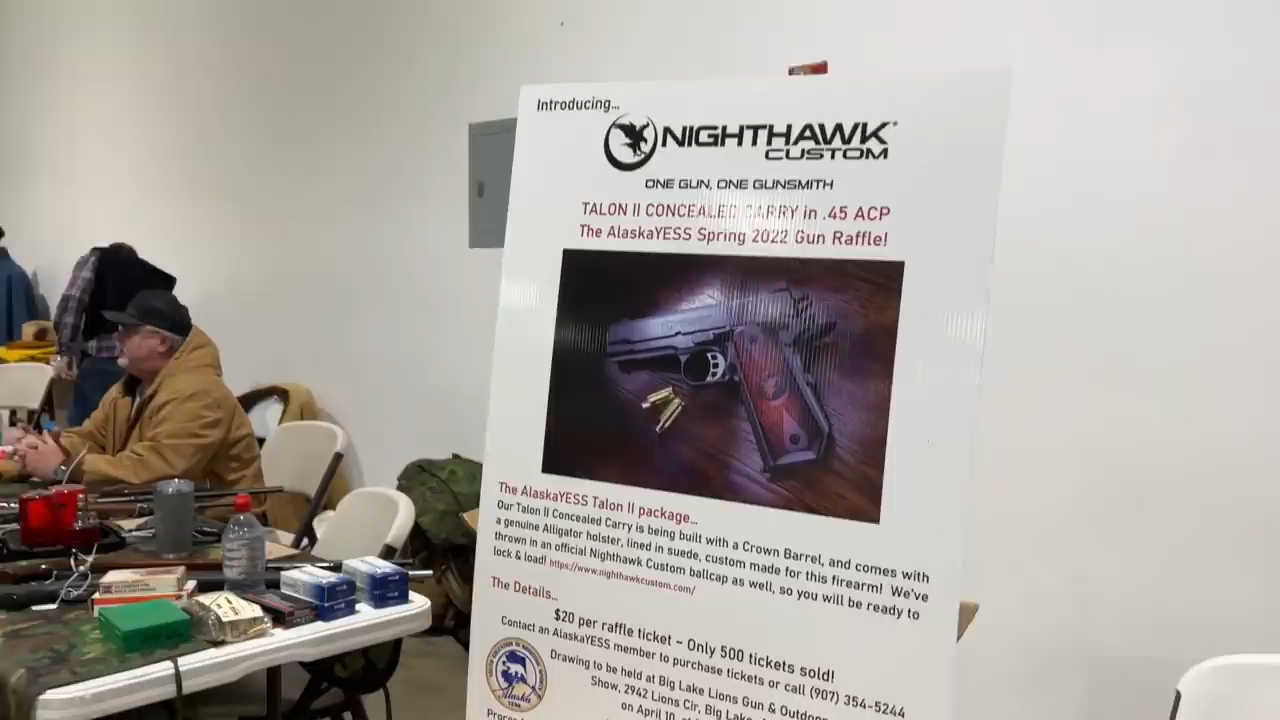 Introducing...
NIGHTHAWK®
CUSTOM
ONE GUN, ONE GUNSMITH
TALON II CONCEALED CARRY in .45 ACP
The AlaskaYESS Spring 2022 Gun Raffle!
The AlaskaYESS Talon II package...
Our Talon II Concealed Carry is being built with a Crown Barrel, and comes with
a genuine Alligator holster, lined in suede, custom made for this firearm! We've
thrown in an official Nighthawk Custom ballcap as well, so you will be ready to
lock & load! https://www.nighthawkcustom.com/
The Details...
$20 per raffle ticket ~ Only 500 tickets sold!
Contact an AlaskaYESS member to purchase tickets or call (907) 354-5244
Drawing to be held at Big Lake Lions Gun & Outdoor
Show, 2942 Lions Cir, Big Lake
on April 10
Alaska